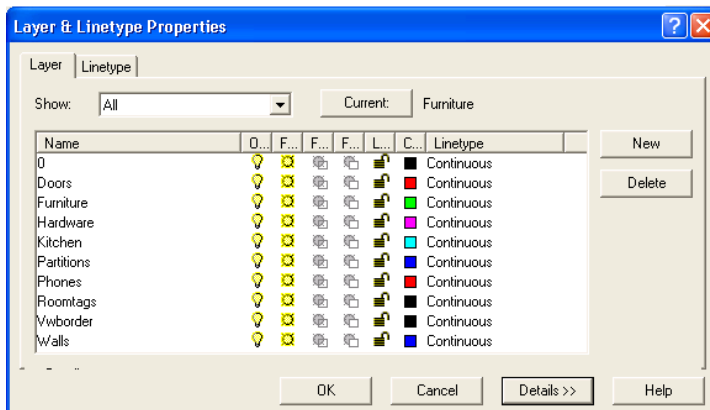 Layer & Linetype Properties
Layer Linetype
Show: All Current: Furniture
Name O... F... F... F... L... C... Linetype New
0 Continuous
Doors Continuous Delete
Furniture Continuous
Hardware Continuous
Kitchen Continuous
Partitions Continuous
Phones Continuous
Roomtags Continuous
Vwborder Continuous
Walls Continuous
OK Cancel Details >> Help